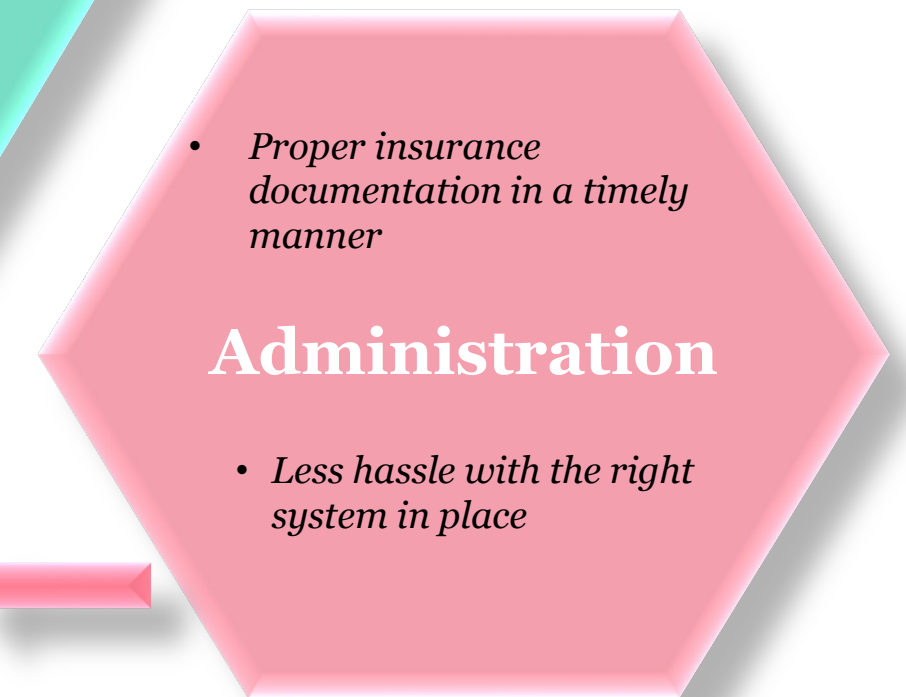 • Proper insurance
documentation in a timely
manner
Administration
• Less hassle with the right
system in place